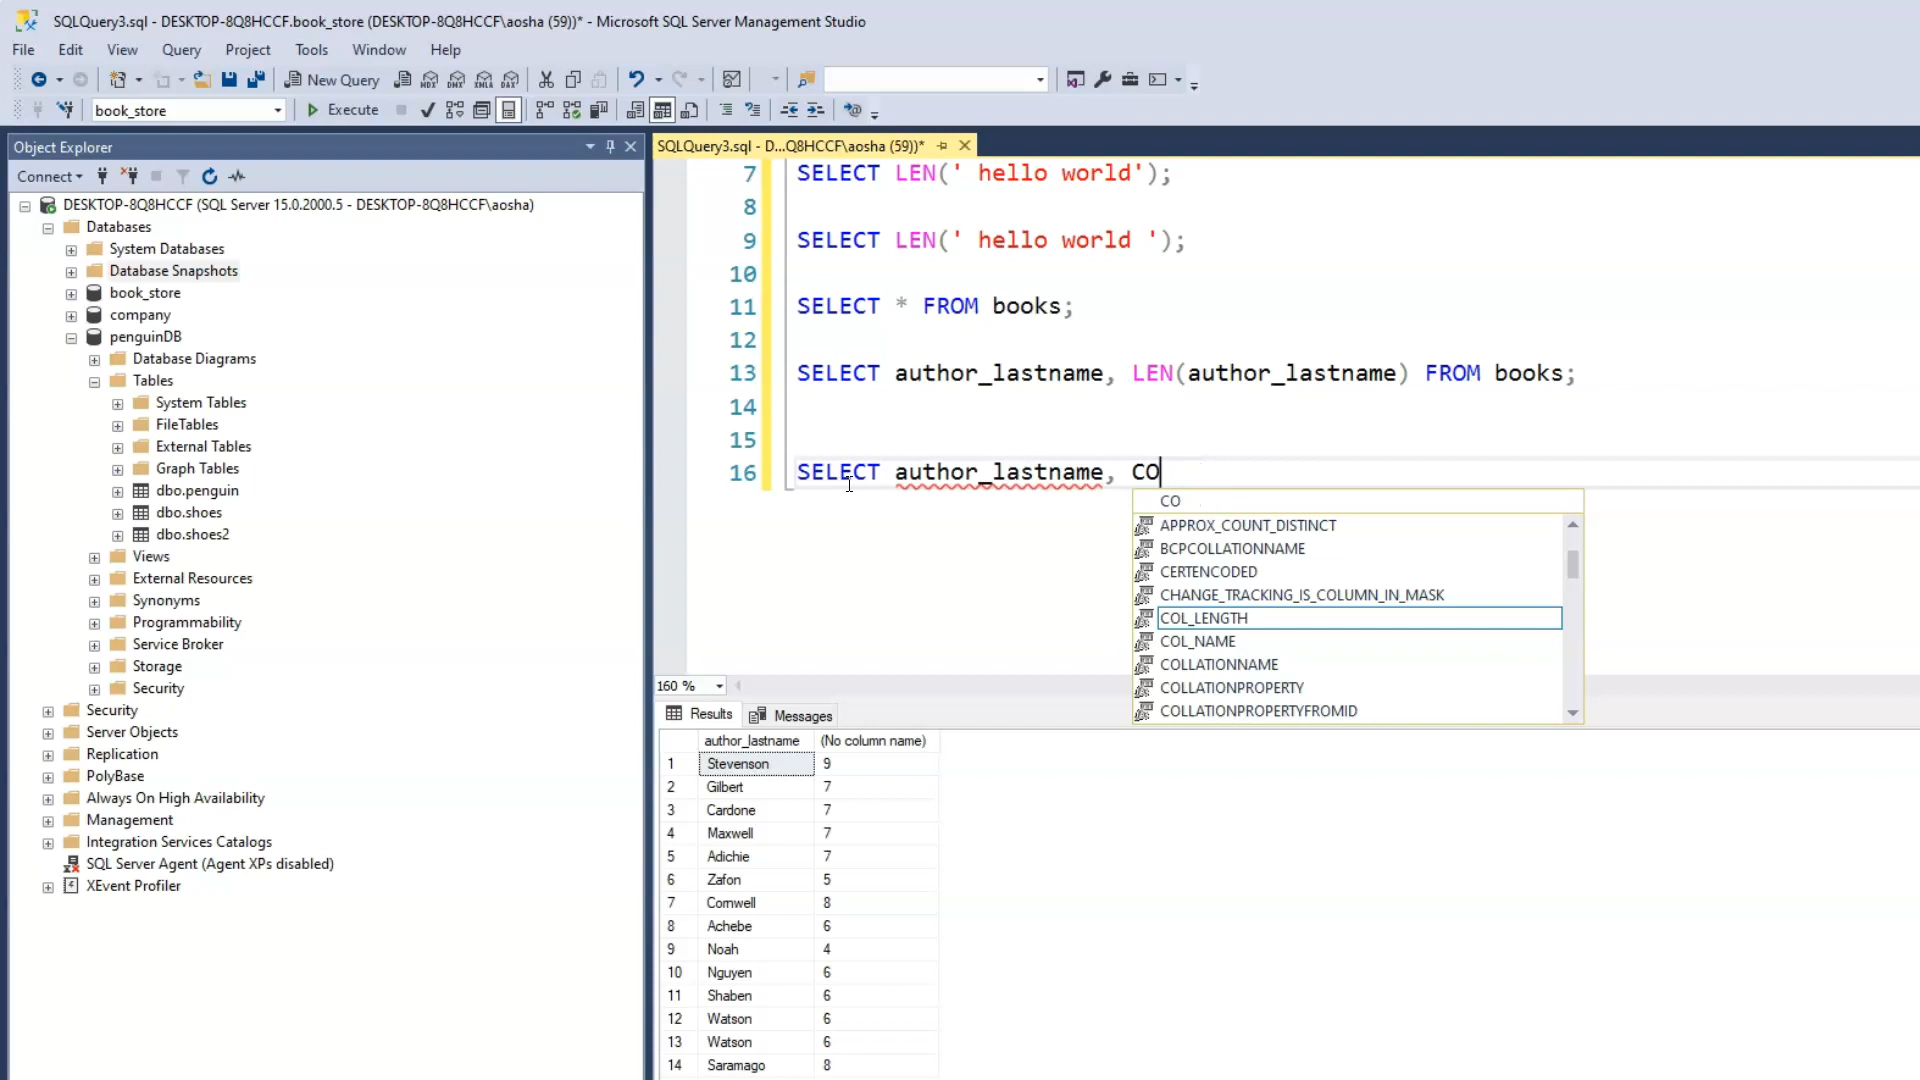 SQLQuery3.sql - DESKTOP-8Q8HCCF.book_store (DESKTOP-8Q8HCCF\aosha (59))* - Microsoft SQL Server Management Studio
File Edit View Query Project Tools Window Help
New Query
book_store Execute
Object Explorer
Connect
DESKTOP-8Q8HCCF (SQL Server 15.0.2000.5 - DESKTOP-8Q8HCCF\aosha)
Databases
System Databases
Database Snapshots
book_store
company
penguinDB
Database Diagrams
Tables
System Tables
FileTables
External Tables
Graph Tables
dbo.penguin
dbo.shoes
dbo.shoes2
Views
External Resources
Synonyms
Programmability
Service Broker
Storage
Security
Security
Server Objects
Replication
PolyBase
Always On High Availability
Management
Integration Services Catalogs
SQL Server Agent (Agent XPs disabled)
XEvent Profiler
SQLQuery3.sql - D...Q8HCCF\aosha (59))*
7 SELECT LEN(' hello world');
8
9 SELECT LEN(' hello world ');
10
11 SELECT * FROM books;
12
13 SELECT author_lastname, LEN(author_lastname) FROM books;
14
15
16 SELECT author_lastname, CO
CO
APPROX_COUNT_DISTINCT
BCPCOLLATIONNAME
CERTENCODED
CHANGE_TRACKING_IS_COLUMN_IN_MASK
COL_LENGTH
COL_NAME
COLLATIONNAME
COLLATIONPROPERTY
COLLATIONPROPERTYFROMID
160 %
Results Messages
author_lastname (No column name)
1 Stevenson 9
2 Gilbert 7
3 Cardone 7
4 Maxwell 7
5 Adichie 7
6 Zafon 5
7 Cornwell 8
8 Achebe 6
9 Noah 4
10 Nguyen 6
11 Shaben 6
12 Watson 6
13 Watson 6
14 Saramago 8